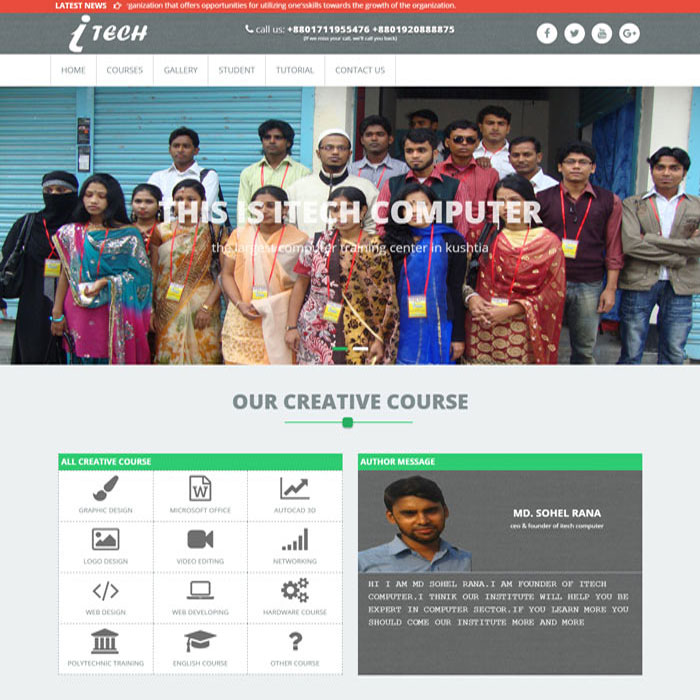 LATEST NEWS ganization that offers opportunities for utilizing one'sskills towards the growth of the organization.
i TECH
call us: +8801711955476 +8801920888875
(If we miss your call, we'll call you back)
HOME COURSES GALLERY STUDENT TUTORIAL CONTACT US
THIS IS ITECH COMPUTER
the largest computer training center in kushtia
OUR CREATIVE COURSE
ALL CREATIVE COURSE
GRAPHIC DESIGN MICROSOFT OFFICE AUTOCAD 3D
LOGO DESIGN VIDEO EDITING NETWORKING
WEB DESIGN WEB DEVELOPING HARDWARE COURSE
POLYTECHNIC TRAINING ENGLISH COURSE OTHER COURSE
AUTHOR MESSAGE
MD. SOHEL RANA
ceo & founder of itech computer
HI I AM MD SOHEL RANA.I AM FOUNDER OF ITECH
COMPUTER.I THNIK OUR INSTITUTE WILL HELP YOU BE
EXPERT IN COMPUTER SECTOR.IF YOU LEARN MORE YOU
SHOULD COME OUR INSTITUTE MORE AND MORE